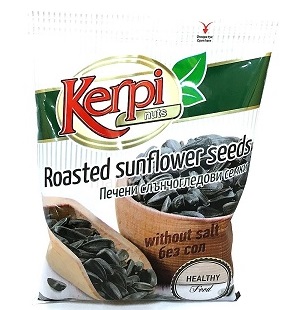 Kerpi
nuts
Roasted sunflower seeds
Печени слънчогледови семки
without salt
без сол
HEALTHY
Food